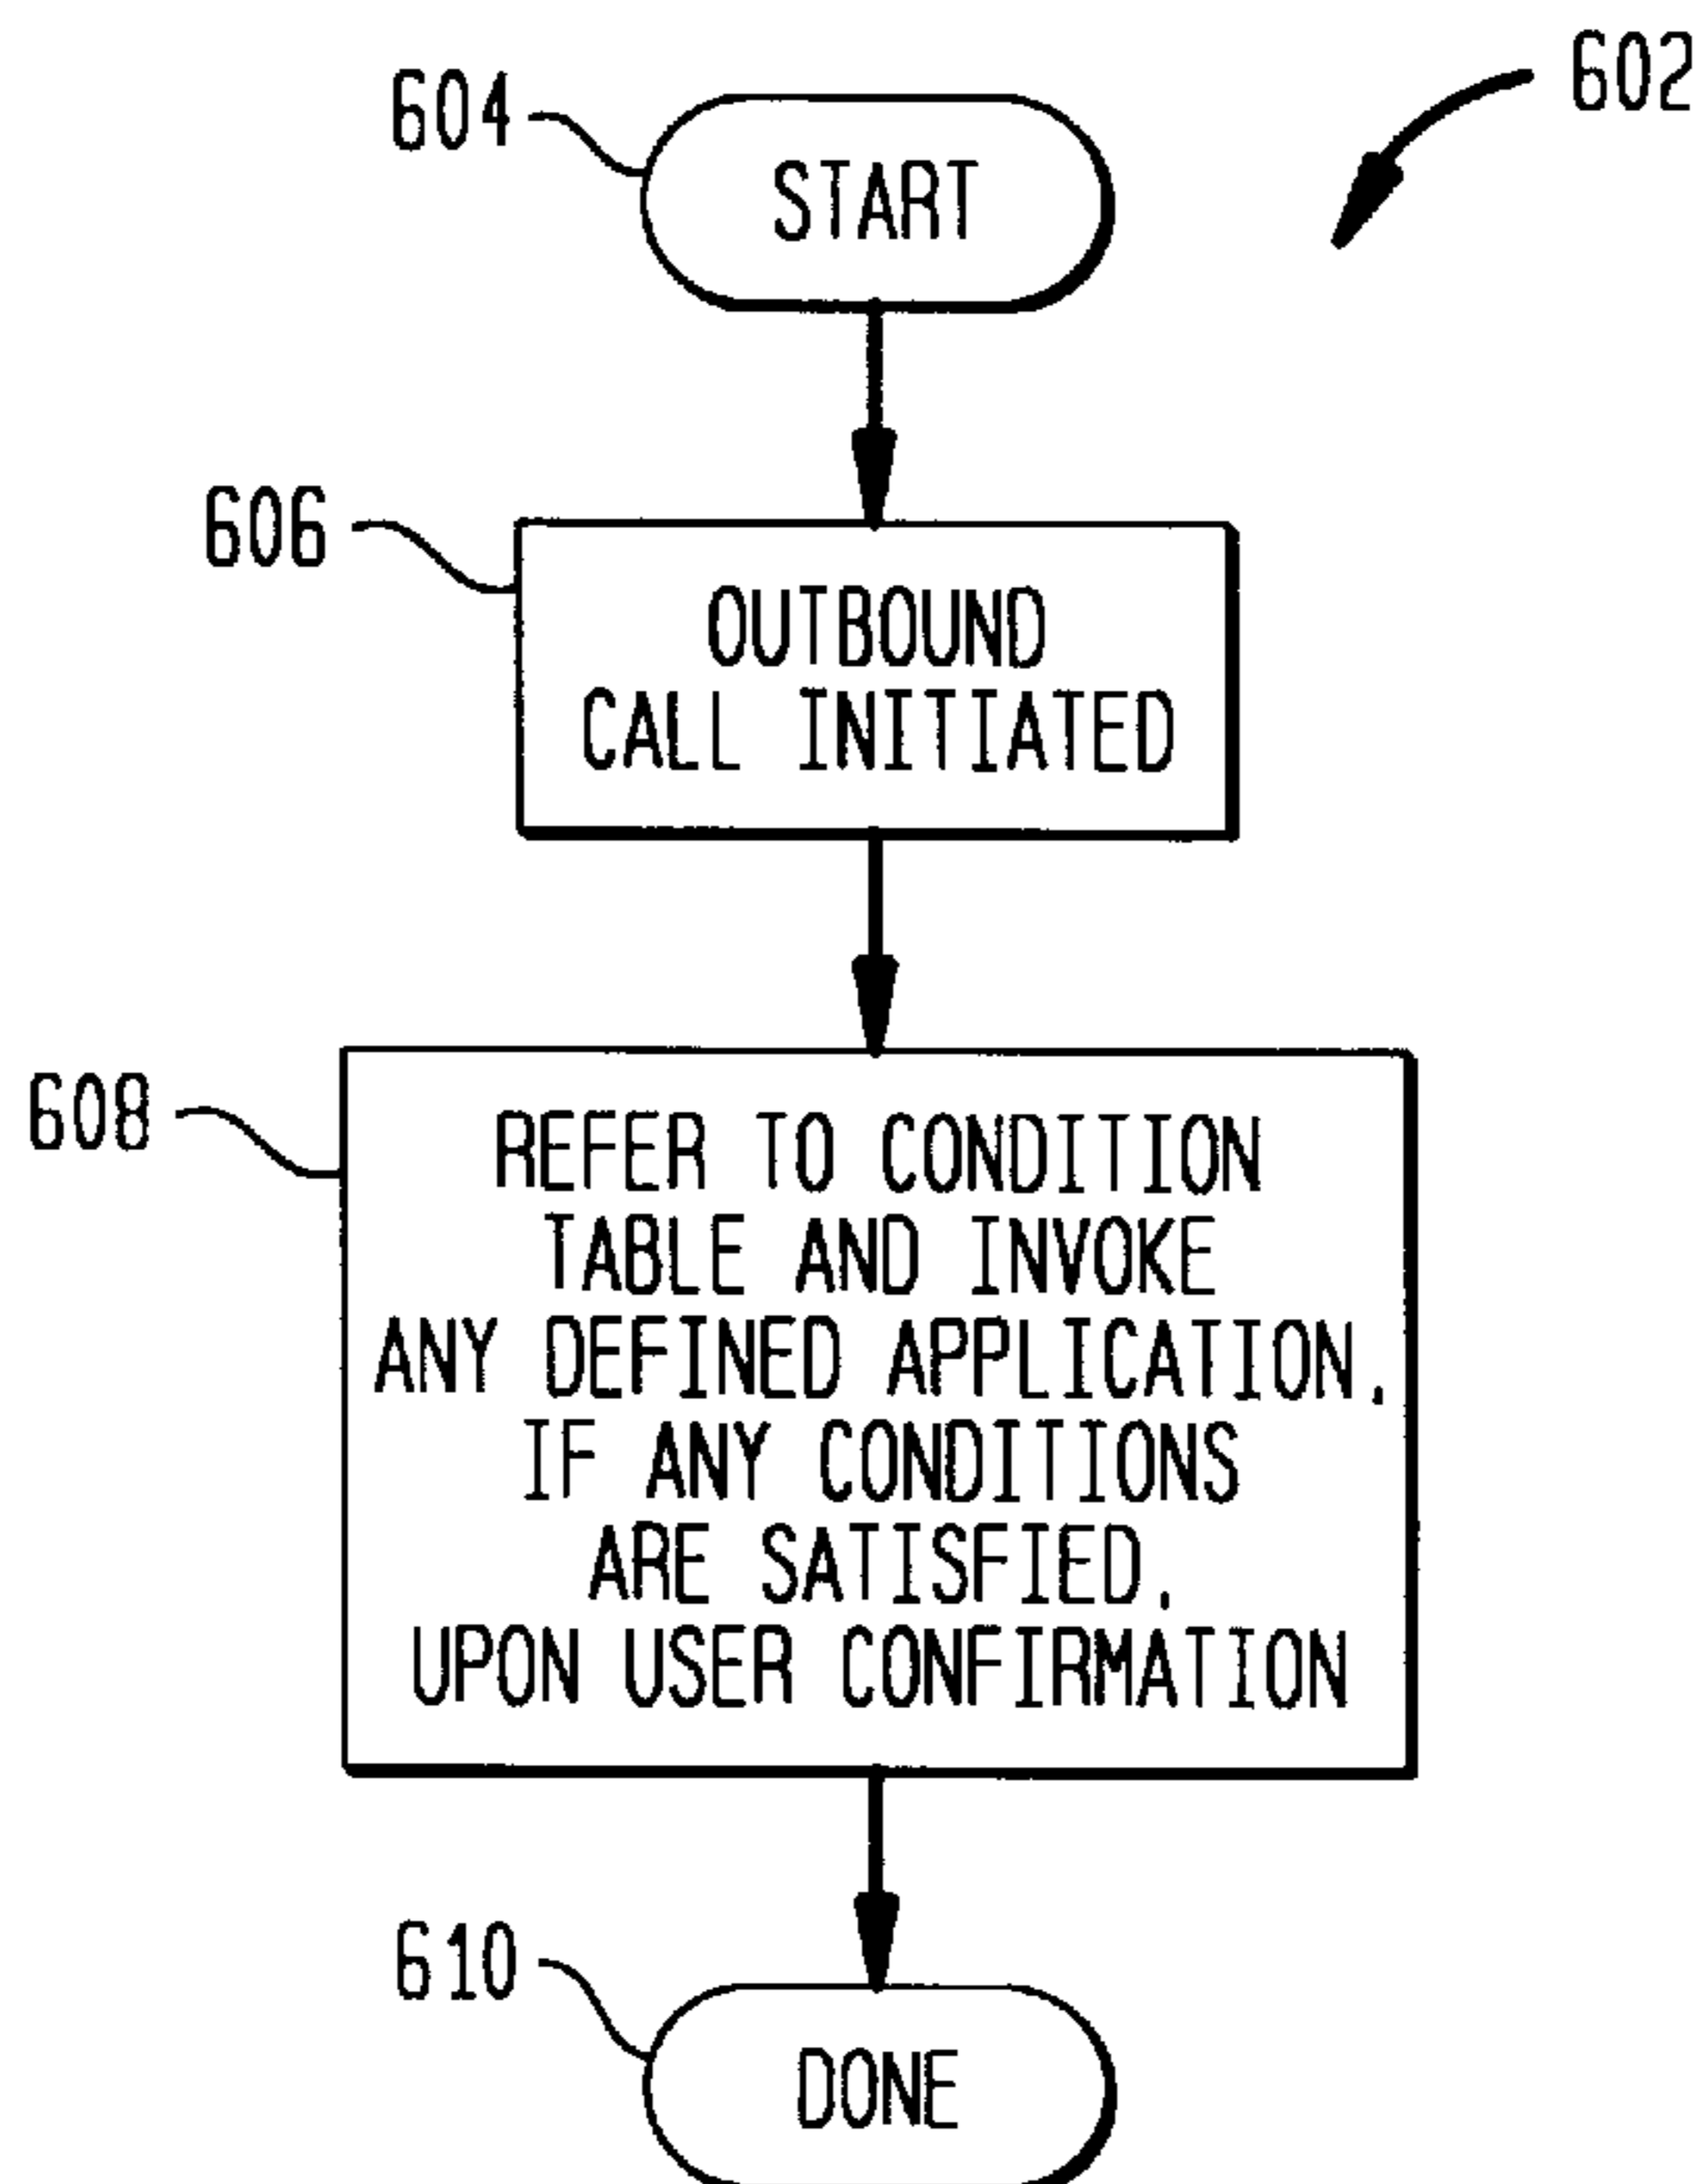 602
604
START
606
OUTBOUND
CALL INITIATED
608
REFER TO CONDITION
TABLE AND INVOKE
ANY DEFINED APPLICATION,
IF ANY CONDITIONS
ARE SATISFIED,
UPON USER CONFIRMATION
610
DONE